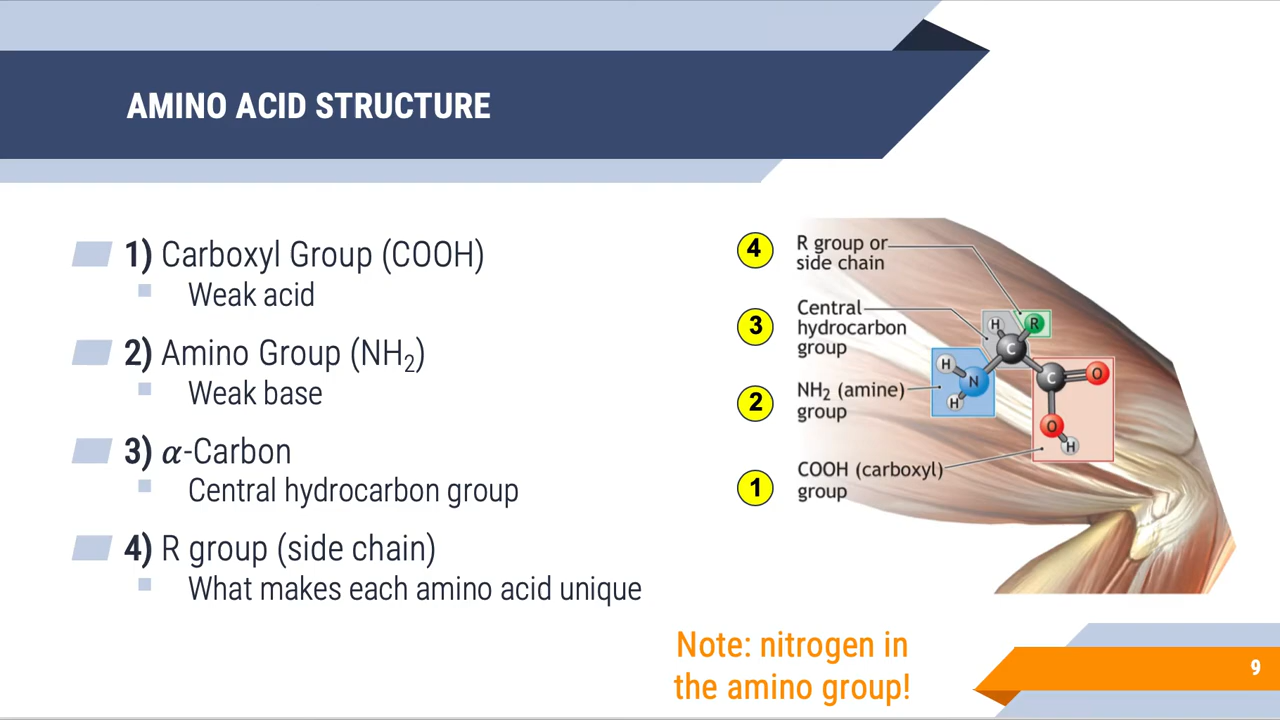 AMINO ACID STRUCTURE
1) Carboxyl Group (COOH)
Weak acid
2) Amino Group (NH₂)
Weak base
3) 𝜶-Carbon
Central hydrocarbon group
4) R group (side chain)
What makes each amino acid unique
4
R group or
side chain
3
Central
hydrocarbon
group
2
NH₂ (amine)
group
1
COOH (carboxyl)
group
H
R
C
H
N
H
C
O
O
H
Note: nitrogen in
the amino group!
9